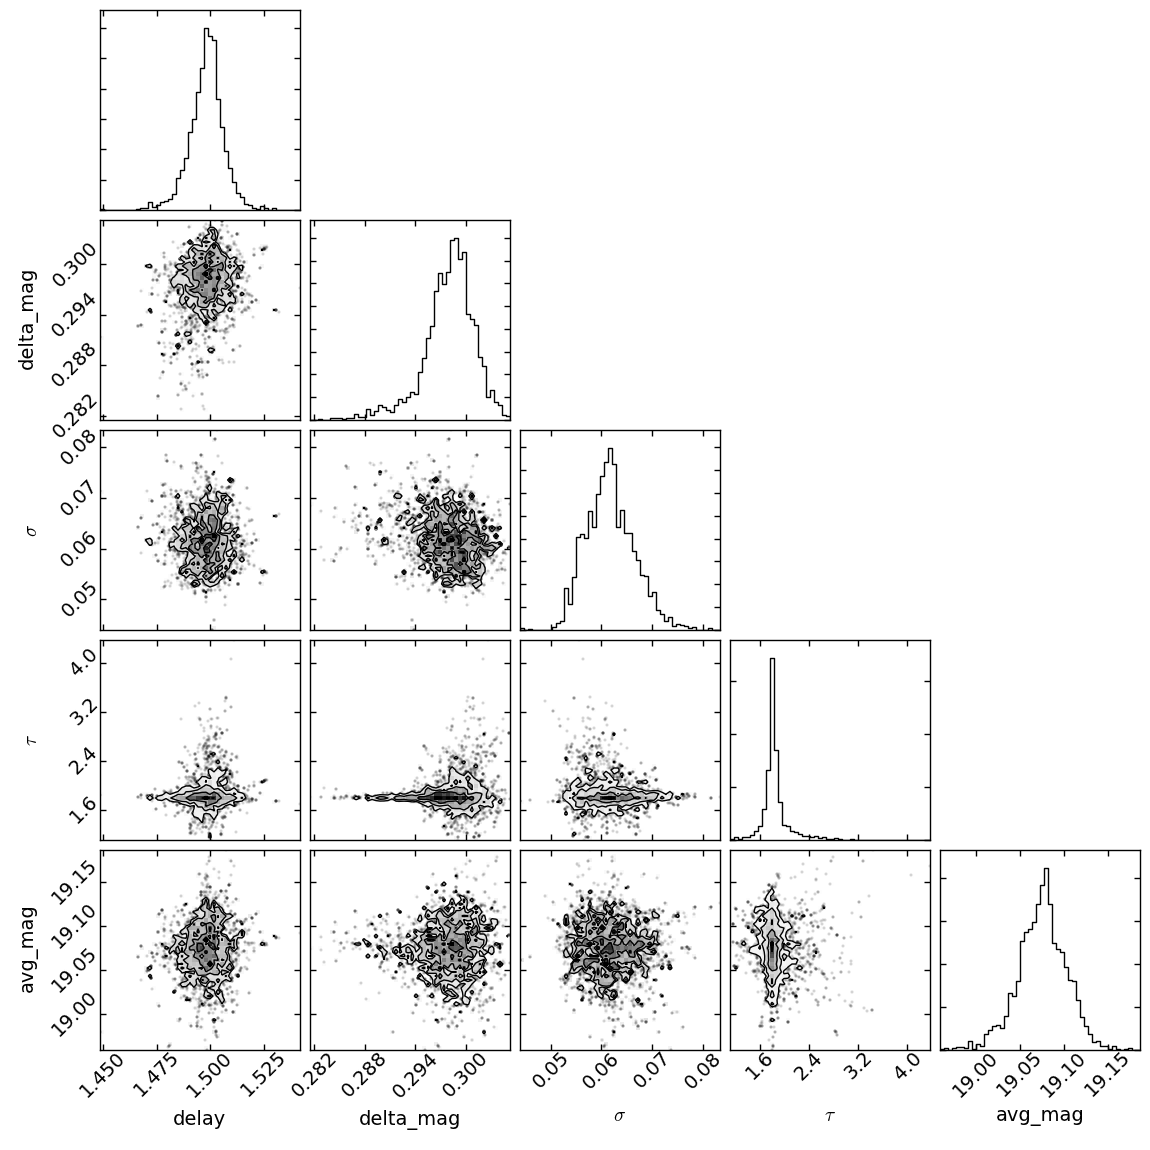 delta_mag
0.300
0.294
0.288
0.282
σ
0.08
0.07
0.06
0.05
τ
4.0
3.2
2.4
1.6
avg_mag
19.15
19.10
19.05
19.00
1.450 1.475 1.500 1.525
delay
0.282 0.288 0.294 0.300
delta_mag
0.05 0.06 0.07 0.08
σ
1.6 2.4 3.2 4.0
τ
19.00 19.05 19.10 19.15
avg_mag